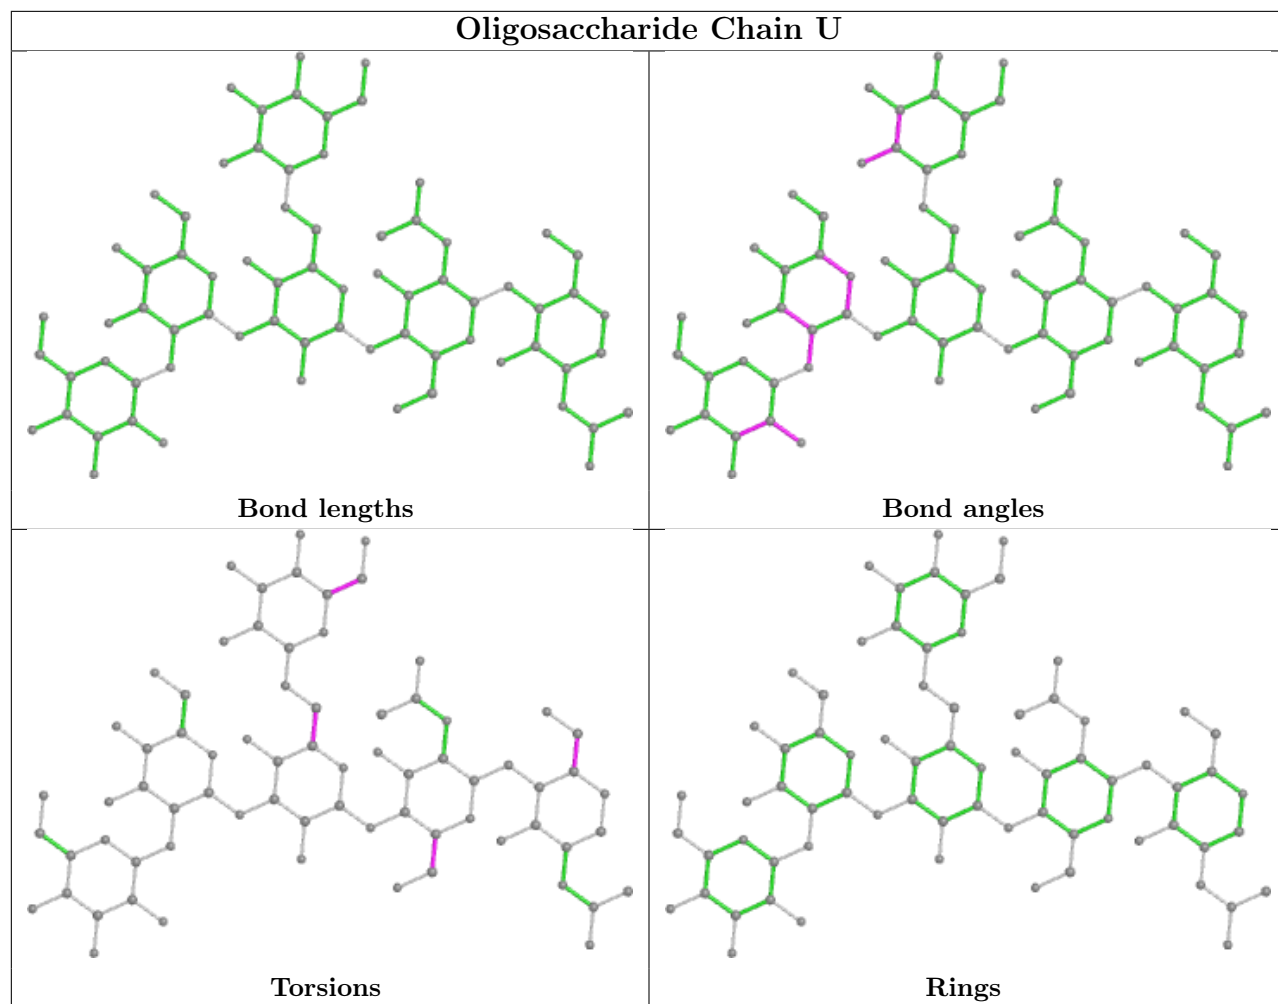 Oligosaccharide Chain U
Bond lengths
Bond angles
Torsions
Rings